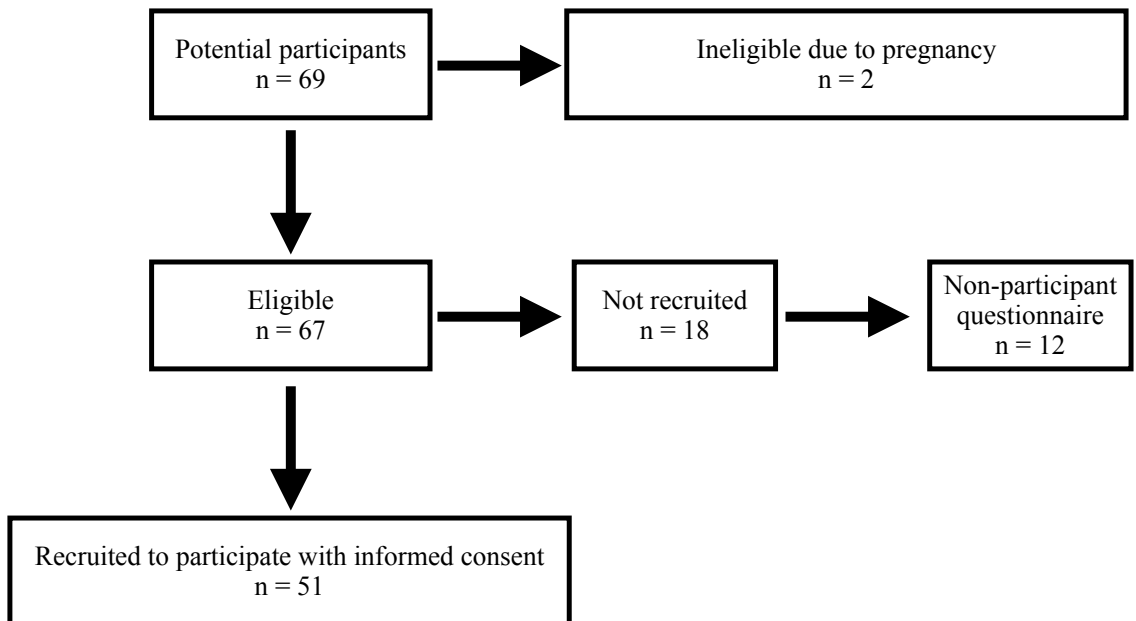 Potential participants
n = 69
Ineligible due to pregnancy
n = 2
Eligible
n = 67
Not recruited
n = 18
Non-participant
questionnaire
n = 12
Recruited to participate with informed consent
n = 51